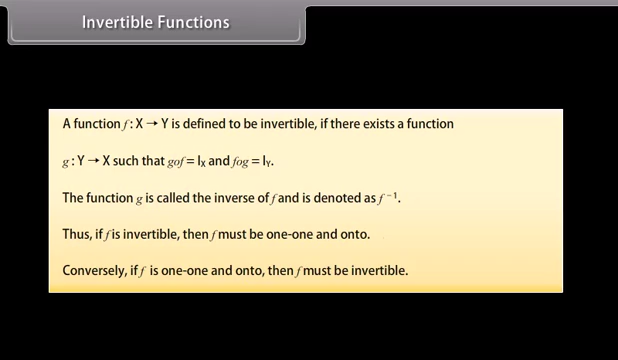 Invertible Functions
A function f : X → Y is defined to be invertible, if there exists a function
g : Y → X such that gof = Iₓ and fog = Iᵧ.
The function g is called the inverse of f and is denoted as f ⁻¹.
Thus, if f is invertible, then f must be one-one and onto.
Conversely, if f is one-one and onto, then f must be invertible.